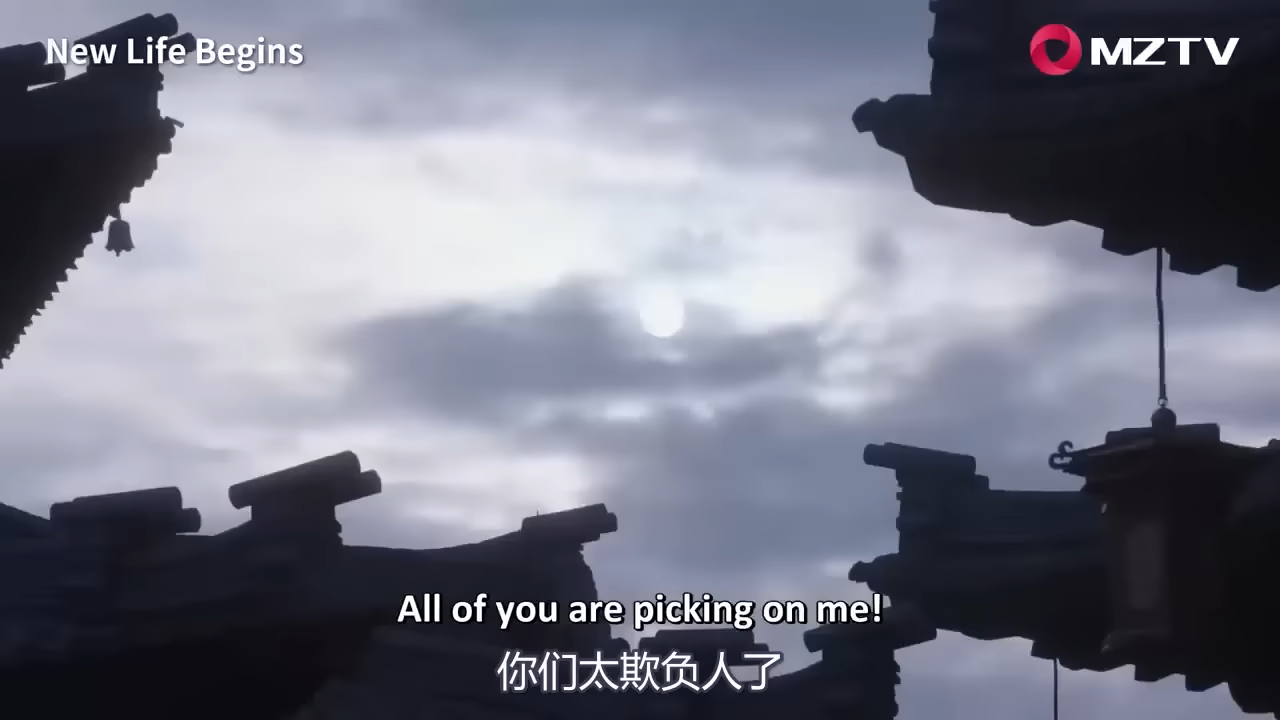 New Life Begins
MZTV
All of you are picking on me!
你们太欺负人了